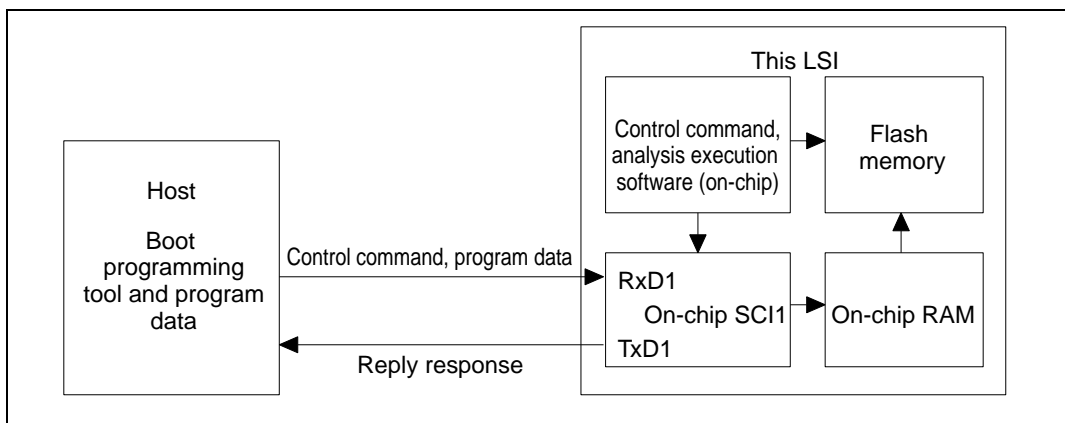 This LSI
Host
Boot
programming
tool and program
data
Control command, program data
Reply response
Control command,
analysis execution
software (on-chip)
Flash
memory
RxD1
On-chip SCI1
TxD1
On-chip RAM